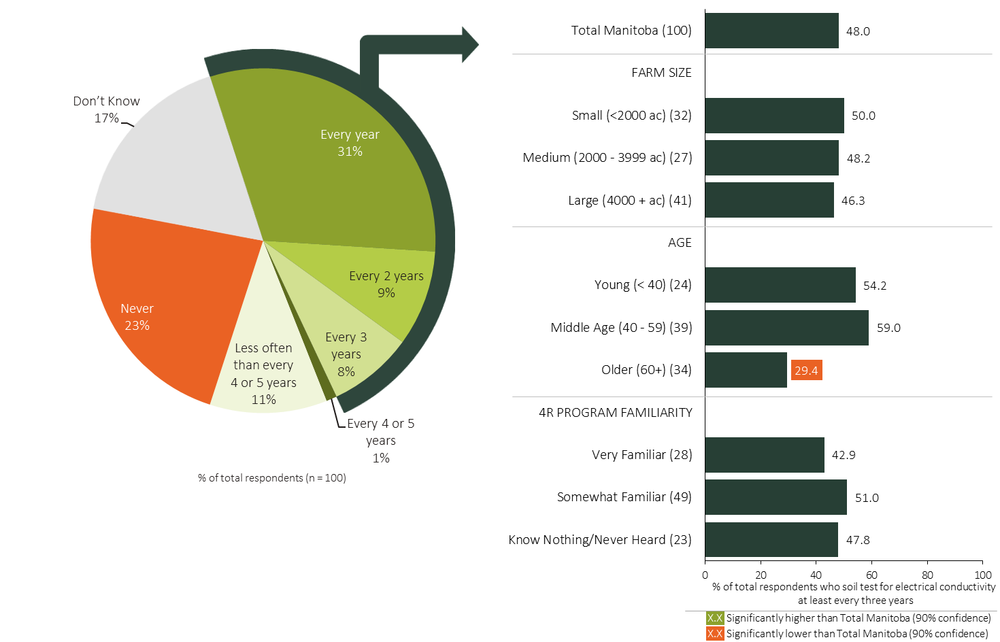 Don't Know
17%
Every year
31%
Every 2 years
9%
Every 3
years
8%
Every 4 or 5
years
1%
Less often
than every
4 or 5 years
11%
Never
23%
% of total respondents (n = 100)
Total Manitoba (100) 48.0
FARM SIZE
Small (<2000 ac) (32) 50.0
Medium (2000 - 3999 ac) (27) 48.2
Large (4000 + ac) (41) 46.3
AGE
Young (< 40) (24) 54.2
Middle Age (40 - 59) (39) 59.0
Older (60+) (34) 29.4
4R PROGRAM FAMILIARITY
Very Familiar (28) 42.9
Somewhat Familiar (49) 51.0
Know Nothing/Never Heard (23) 47.8
0 20 40 60 80 100
% of total respondents who soil test for electrical conductivity
at least every three years
X.X Significantly higher than Total Manitoba (90% confidence)
X.X Significantly lower than Total Manitoba (90% confidence)